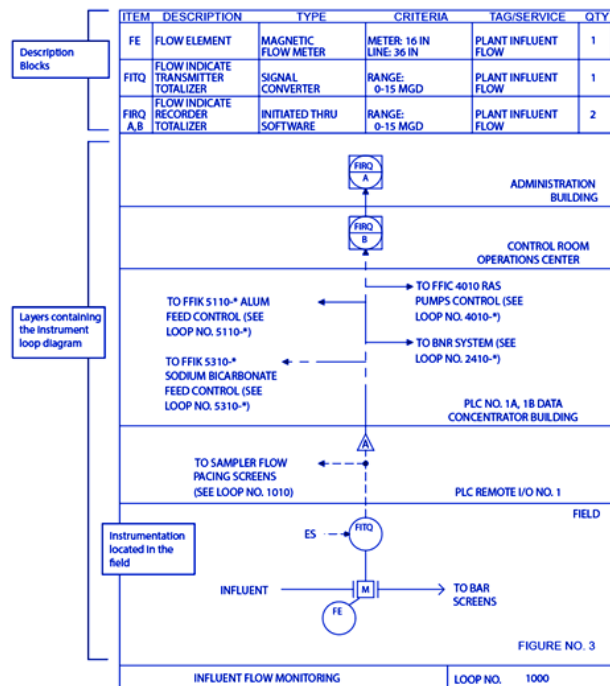 ITEM DESCRIPTION TYPE CRITERIA TAG/SERVICE QTY
FE FLOW ELEMENT MAGNETIC FLOW METER METER: 16 IN LINE: 36 IN PLANT INFLUENT FLOW 1
FITQ FLOW INDICATE TRANSMITTER TOTALIZER SIGNAL CONVERTER RANGE: 0-15 MGD PLANT INFLUENT FLOW 1
FIRQ A,B FLOW INDICATE RECORDER TOTALIZER INITIATED THRU SOFTWARE RANGE: 0-15 MGD PLANT INFLUENT FLOW 2
Description
Blocks
FIRQ
A
ADMINISTRATION
BUILDING
FIRQ
B
CONTROL ROOM
OPERATIONS CENTER
Layers containing
the instrument
loop diagram
TO FFIC 4010 RAS
PUMPS CONTROL (SEE
LOOP NO. 4010-*)
TO FFIK 5110-* ALUM
FEED CONTROL (SEE
LOOP NO. 5110-*)
TO BNR SYSTEM (SEE
LOOP NO. 2410-*)
TO FFIK 5310-*
SODIUM BICARBONATE
FEED CONTROL (SEE
LOOP NO. 5310-*)
PLC NO. 1A, 1B DATA
CONCENTRATOR BUILDING
A
TO SAMPLER FLOW
PACING SCREENS
(SEE LOOP NO. 1010)
PLC REMOTE I/O NO. 1
FIELD
Instrumentation
located in the
field
ES
FITQ
INFLUENT
M
TO BAR
SCREENS
FE
FIGURE NO. 3
INFLUENT FLOW MONITORING
LOOP NO. 1000